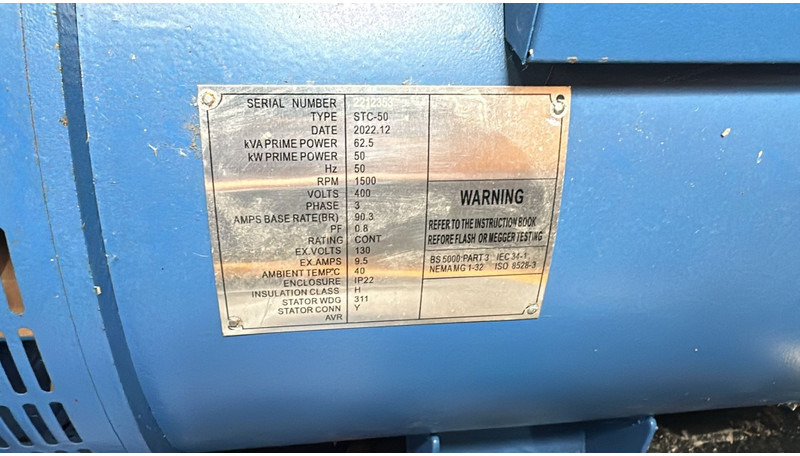 SERIAL NUMBER 2212353
TYPE STC-50
DATE 2022.12
kVA PRIME POWER 62.5
kW PRIME POWER 50
Hz 50
RPM 1500
VOLTS 400
PHASE 3
AMPS BASE RATE(BR) 90.3
PF 0.8
RATING CONT
EX.VOLTS 130
EX.AMPS 9.5
AMBIENT TEMP.℃ 40
ENCLOSURE IP22
INSULATION CLASS H
STATOR WDG 311
STATOR CONN Y
AVR
WARNING
REFER TO THE INSTRUCTION BOOK
REFORE FLASH OR MEGGER TESTING
BS 5000:PART 3 IEC 34-1
NEMA MG 1-32 ISO 8528-3